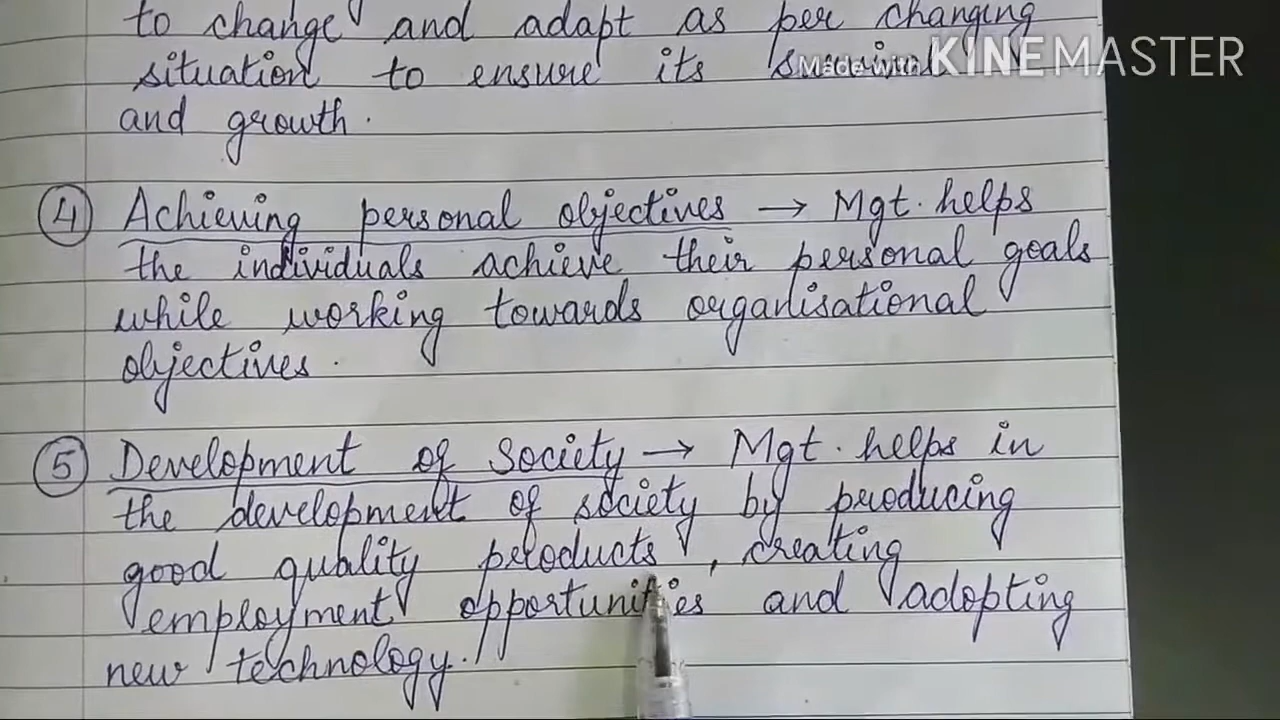 to change and adapt as per changing
situation to ensure its survival
Made with KINEMASTER
and growth.
4 Achieving personal objectives → Mgt. helps
the individuals achieve their personal goals
while working towards organisational
objectives.
5 Development of Society → Mgt. helps in
the development of society by producing
good quality products, creating
employment opportunities and adopting
new technology.